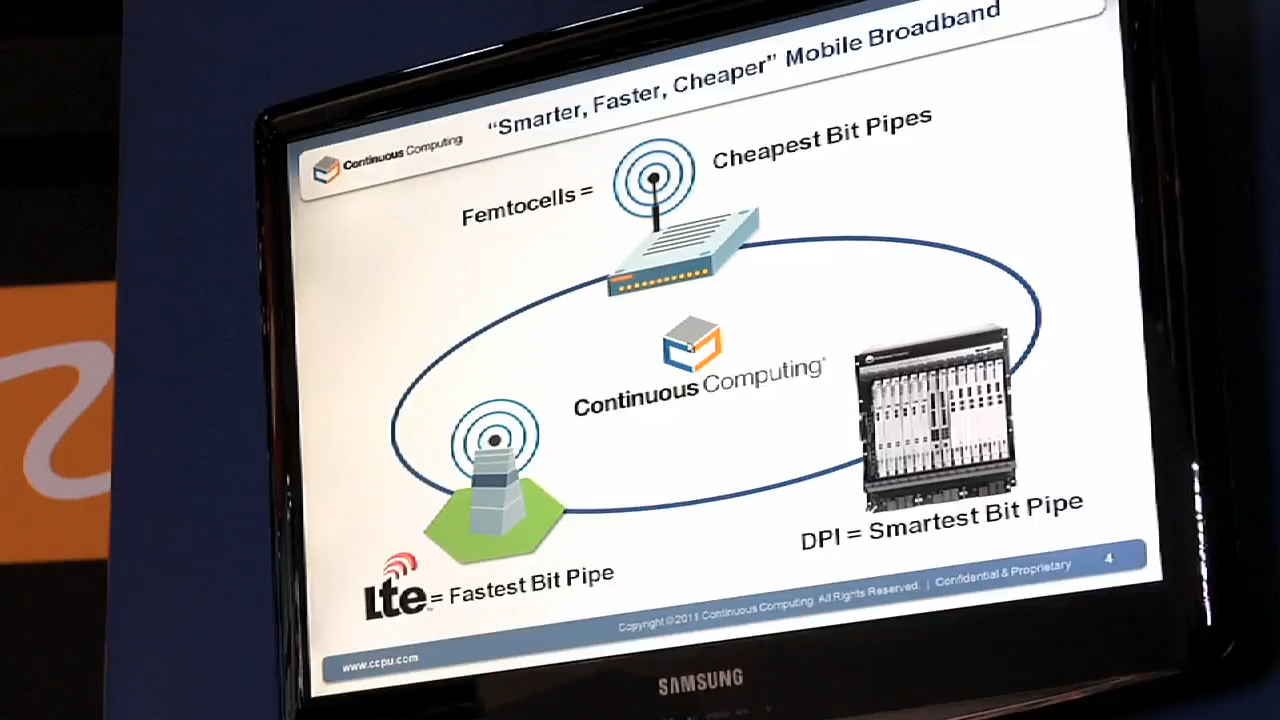 "Smarter, Faster, Cheaper" Mobile Broadband
Continuous Computing
Femtocells =
Cheapest Bit Pipes
Continuous Computing
DPI = Smartest Bit Pipe
Lte = Fastest Bit Pipe
Copyright © 2011 Continuous Computing. All Rights Reserved. | Confidential & Proprietary
4
www.ccpu.com
SAMSUNG